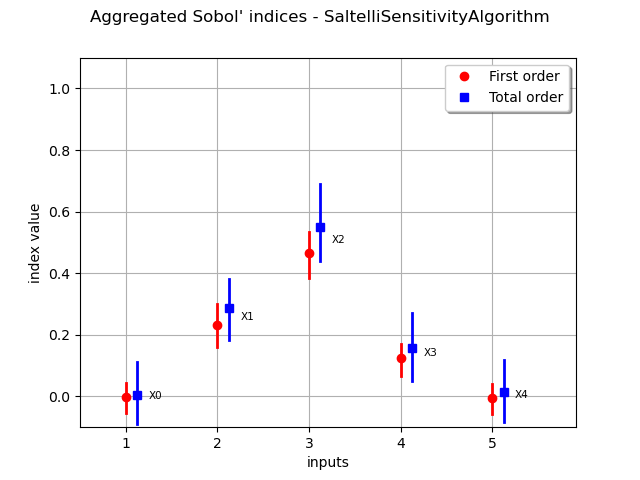 Aggregated Sobol' indices - SaltelliSensitivityAlgorithm
First order
Total order
1.0
0.8
0.6
0.4
0.2
0.0
index value
X0
X1
X2
X3
X4
1 2 3 4 5
inputs